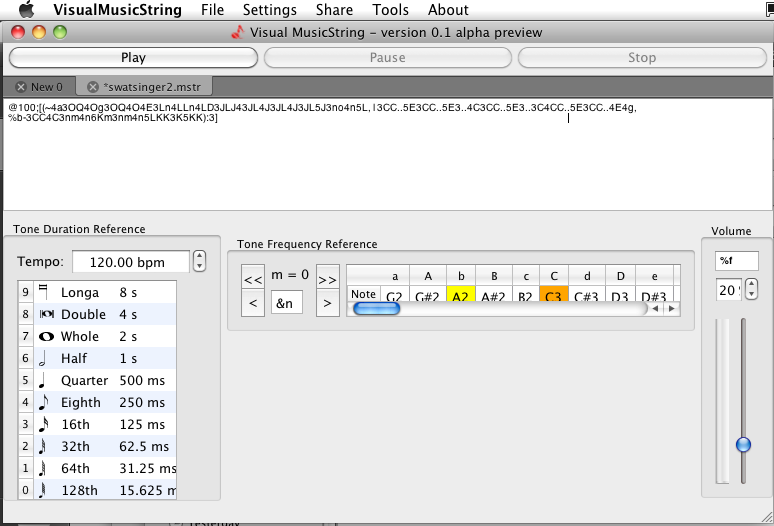 VisualMusicString File Settings Share Tools About
Visual MusicString – version 0.1 alpha preview
Play Pause Stop
New 0 *swatsinger2.mstr
@100;[(~4a3OQ4Og3OQ4O4E3Ln4LLn4LD3JLJ43JL4J3JL4J3JL5J3no4n5L,|3CC..5E3CC..5E3..4C3CC..5E3..3C4CC..5E3CC..4E4g,
%b-3CC4C3nm4n6Km3nm4n5LKK3K5KK):3]
Tone Duration Reference
Tempo: 120.00 bpm
9 Longa 8 s
8 Double 4 s
7 Whole 2 s
6 Half 1 s
5 Quarter 500 ms
4 Eighth 250 ms
3 16th 125 ms
2 32th 62.5 ms
1 64th 31.25 ms
0 128th 15.625 m
Tone Frequency Reference
<< m = 0 >>
< &n >
a A b B c C d D e
Note G2 G#2 A2 A#2 B2 C3 C#3 D3 D#3
Volume
%f
20